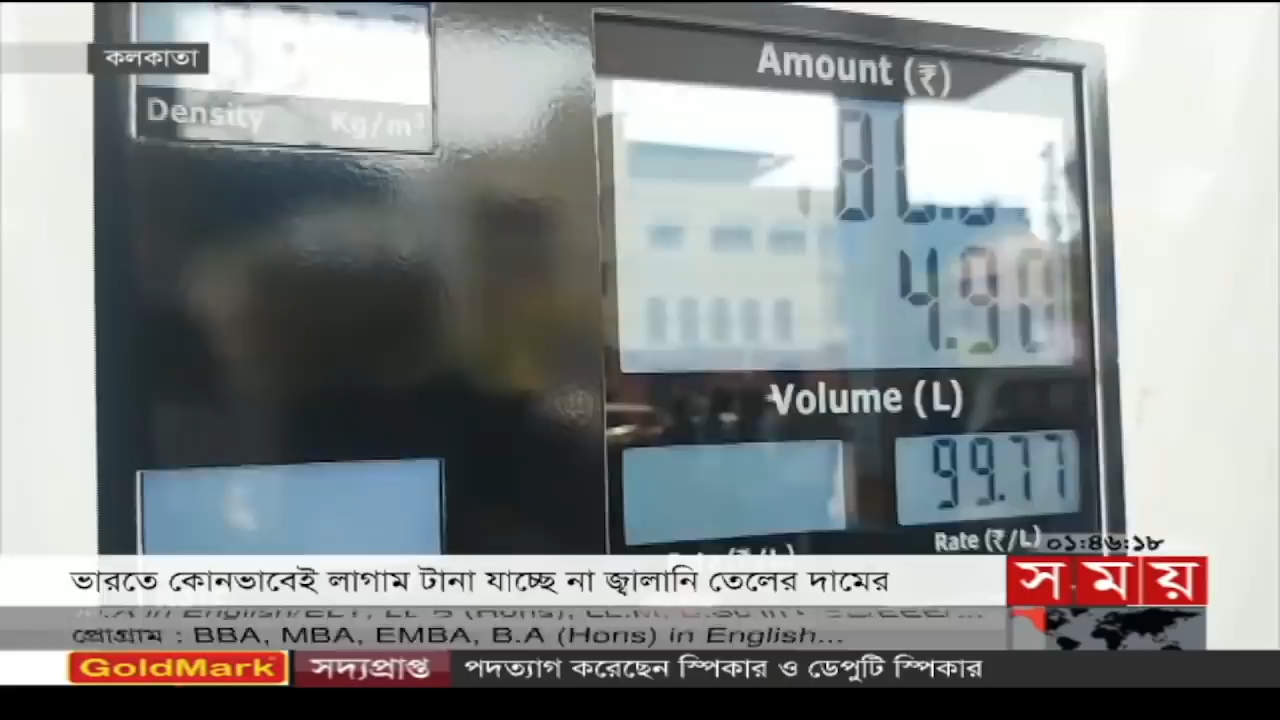 কলকাতা
Amount (₹)
Density Kg/m³
4.90
Volume (L)
99.77
Rate (₹/L)
০১:৪৬:১৮
ভারতে কোনভাবেই লাগাম টানা যাচ্ছে না জ্বালানি তেলের দামের
সময়
প্রোগ্রাম : BBA, MBA, EMBA, B.A (Hons) in English...
GoldMark সদ্যপ্রাপ্ত পদত্যাগ করেছেন স্পিকার ও ডেপুটি স্পিকার